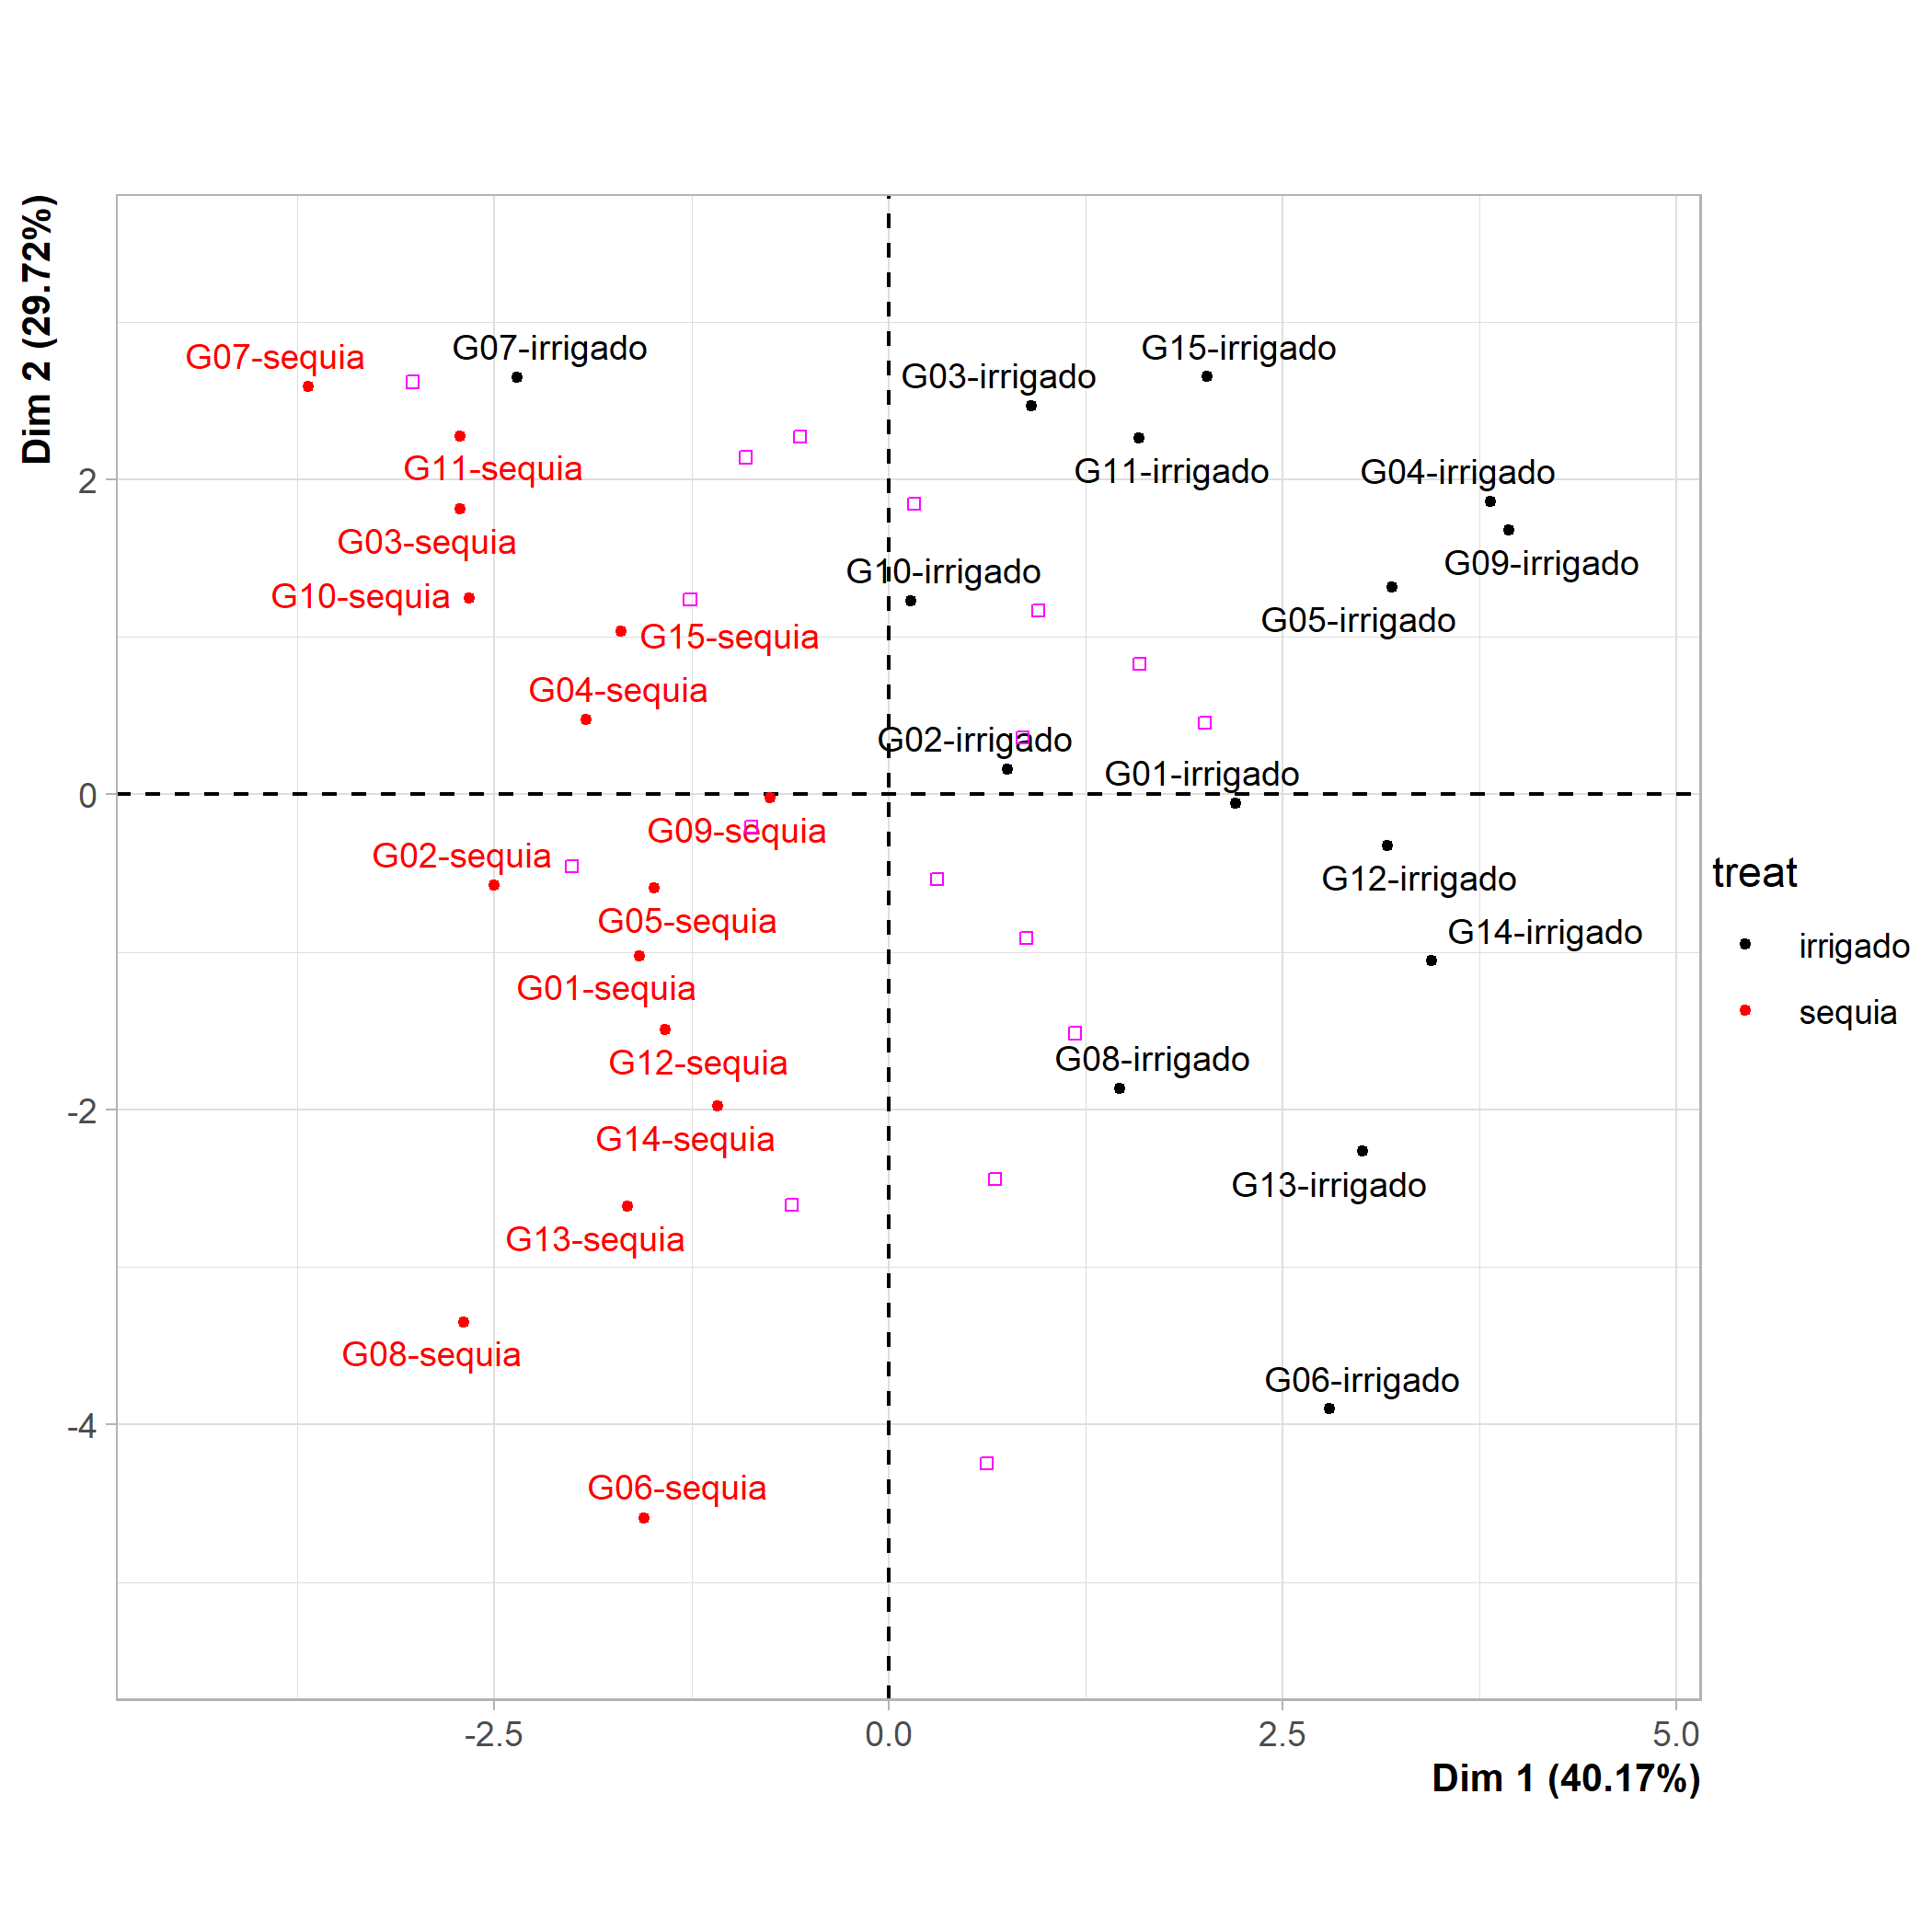 Dim 2 (29.72%)
G07-sequia
G07-irrigado
G15-irrigado
G03-irrigado
G11-sequia
G11-irrigado
G04-irrigado
2
G03-sequia
G10-irrigado
G09-irrigado
G10-sequia
G05-irrigado
G15-sequia
G04-sequia
G02-irrigado
G01-irrigado
0
G09-sequia
G02-sequia
G12-irrigado
treat
G05-sequia
G14-irrigado
irrigado
G01-sequia
sequia
G12-sequia
G08-irrigado
-2
G14-sequia
G13-irrigado
G13-sequia
G08-sequia
G06-irrigado
-4
G06-sequia
-2.5
0.0
2.5
5.0
Dim 1 (40.17%)